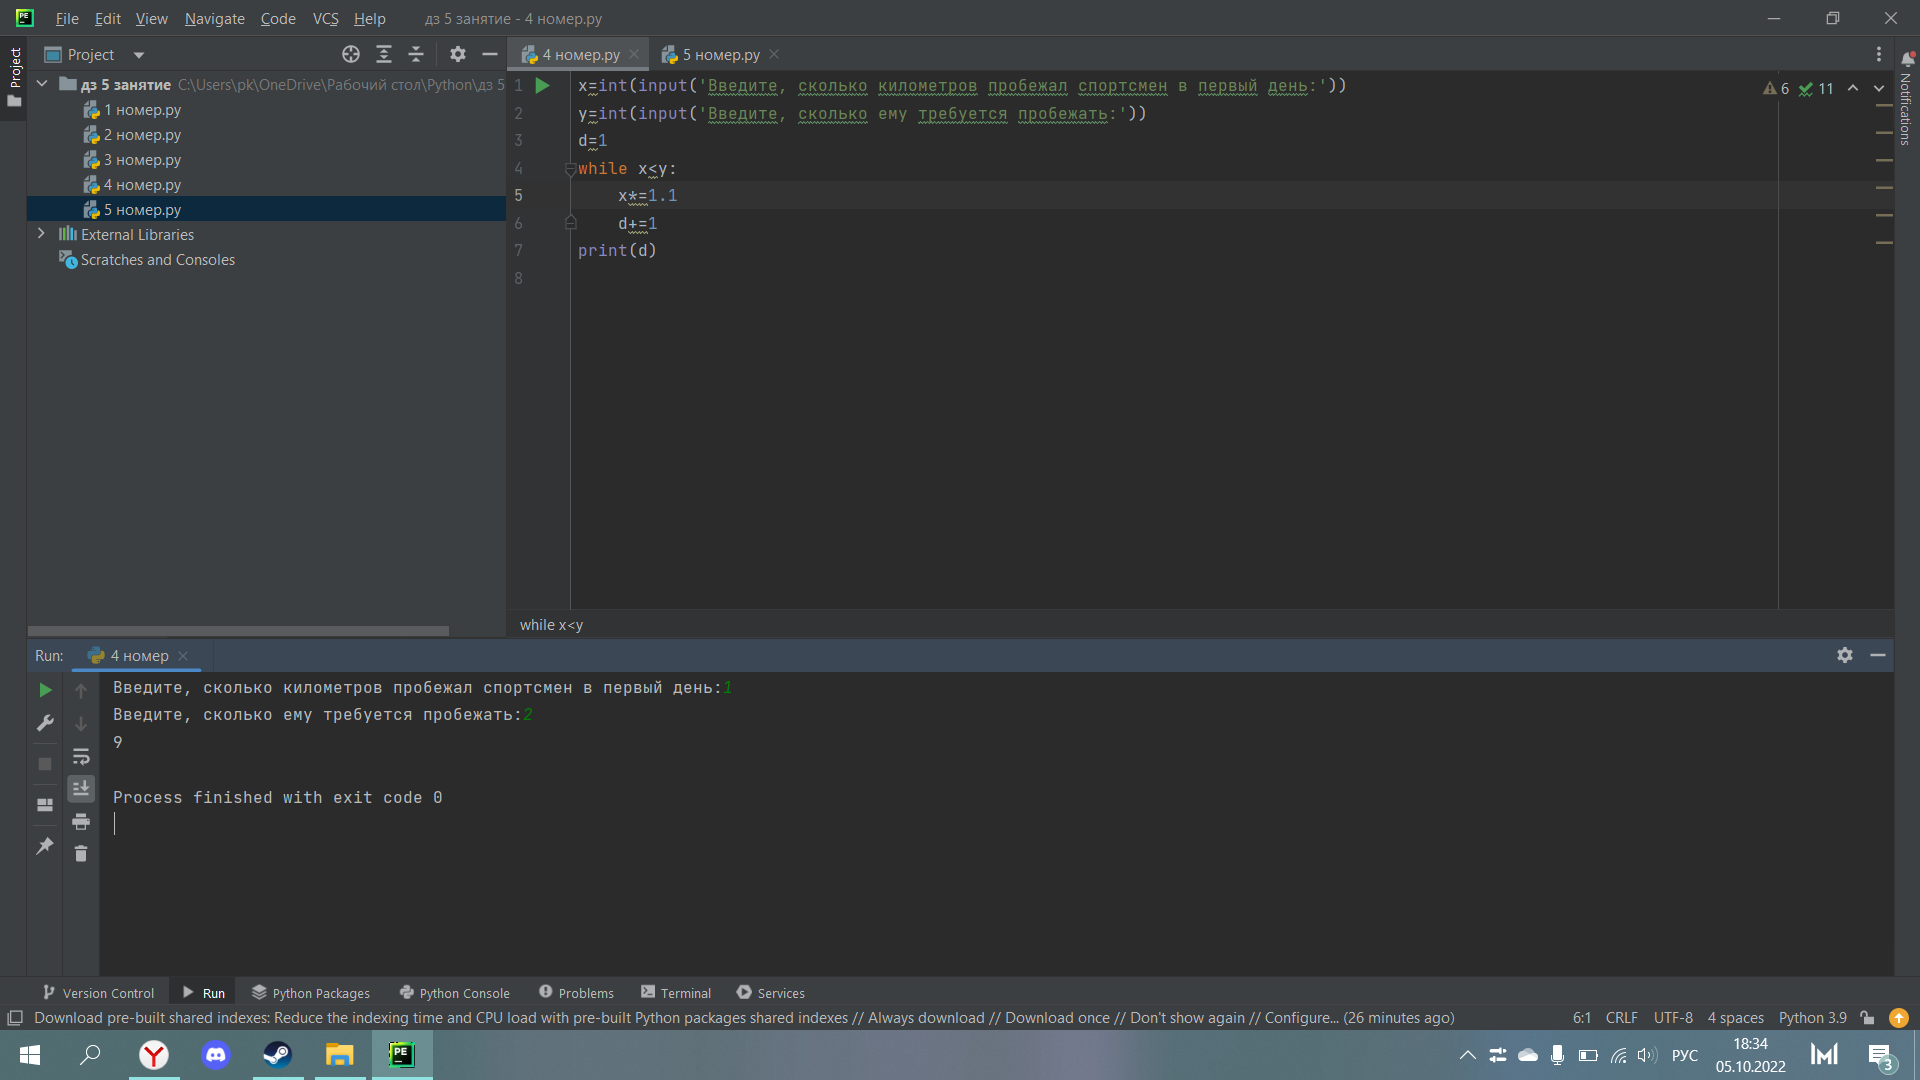 File Edit View Navigate Code VCS Help дз 5 занятие - 4 номер.py
Project
Project
4 номер.py
5 номер.py
дз 5 занятие C:\Users\pk\OneDrive\Рабочий стол\Python\дз 5
1 номер.py
2 номер.py
3 номер.py
4 номер.py
5 номер.py
External Libraries
Scratches and Consoles
1 x=int(input('Введите, сколько километров пробежал спортсмен в первый день:'))
2 y=int(input('Введите, сколько ему требуется пробежать:'))
3 d=1
4 while x<y:
5 x*=1.1
6 d+=1
7 print(d)
8
6 11
Notifications
while x<y
Run: 4 номер
Введите, сколько километров пробежал спортсмен в первый день:1
Введите, сколько ему требуется пробежать:2
9
Process finished with exit code 0
Version Control Run Python Packages Python Console Problems Terminal Services
Download pre-built shared indexes: Reduce the indexing time and CPU load with pre-built Python packages shared indexes // Always download // Download once // Don't show again // Configure... (26 minutes ago) 6:1 CRLF UTF-8 4 spaces Python 3.9
РУС
18:34
05.10.2022
3